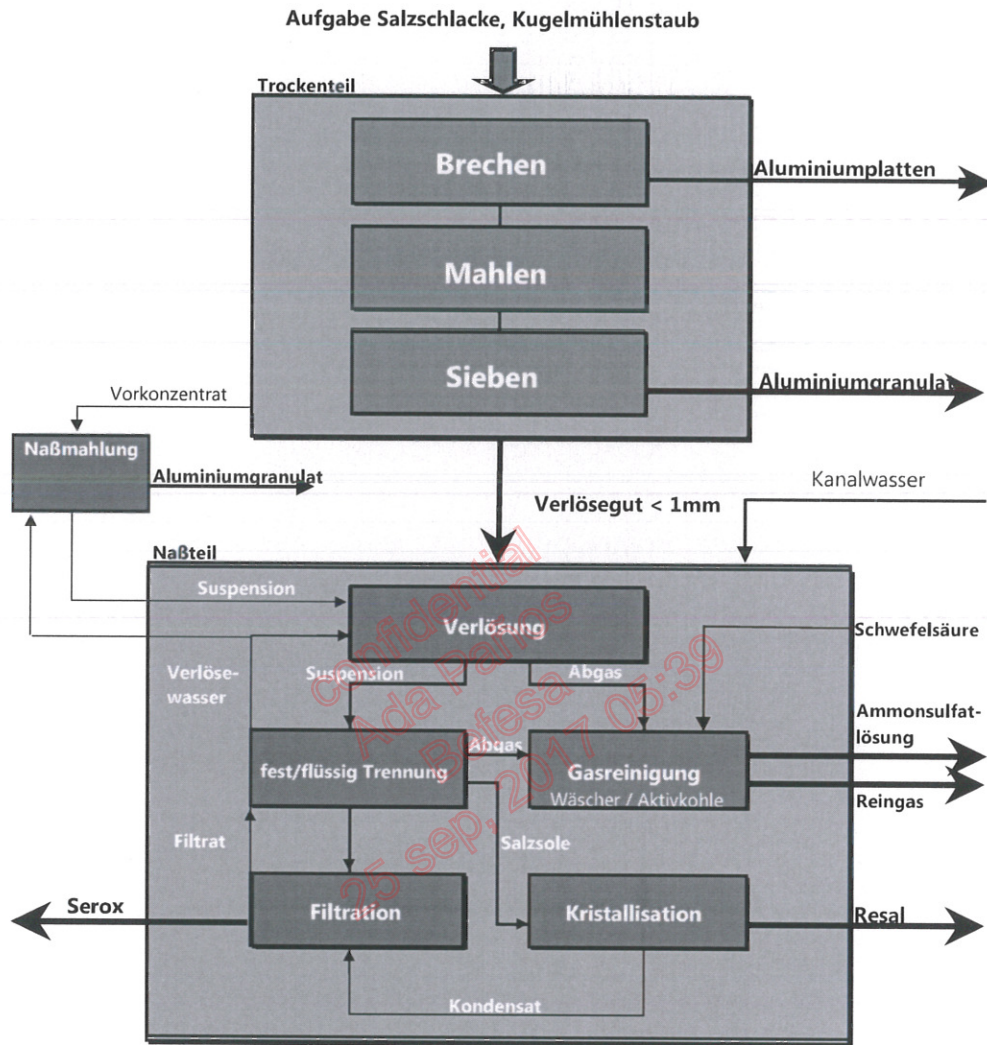 Aufgabe Salzschlacke, Kugelmühlenstaub
Trockenteil
Brechen
Aluminiumplatten
Mahlen
Sieben
Aluminiumgranulat
Vorkonzentrat
Naßmahlung
Aluminiumgranulat
Kanalwasser
Verlösegut < 1mm
Naßteil
Suspension
Verlösung
Schwefelsäure
Verlöse-
wasser
Suspension
Abgas
Ammonsulfat-
lösung
Abgas
fest/flüssig Trennung
Gasreinigung
Wäscher / Aktivkohle
Reingas
Filtrat
Salzsole
Serox
Filtration
Kristallisation
Resal
Kondensat
confidential
Ada Paños
Befesa
25 sep, 2017 05:39